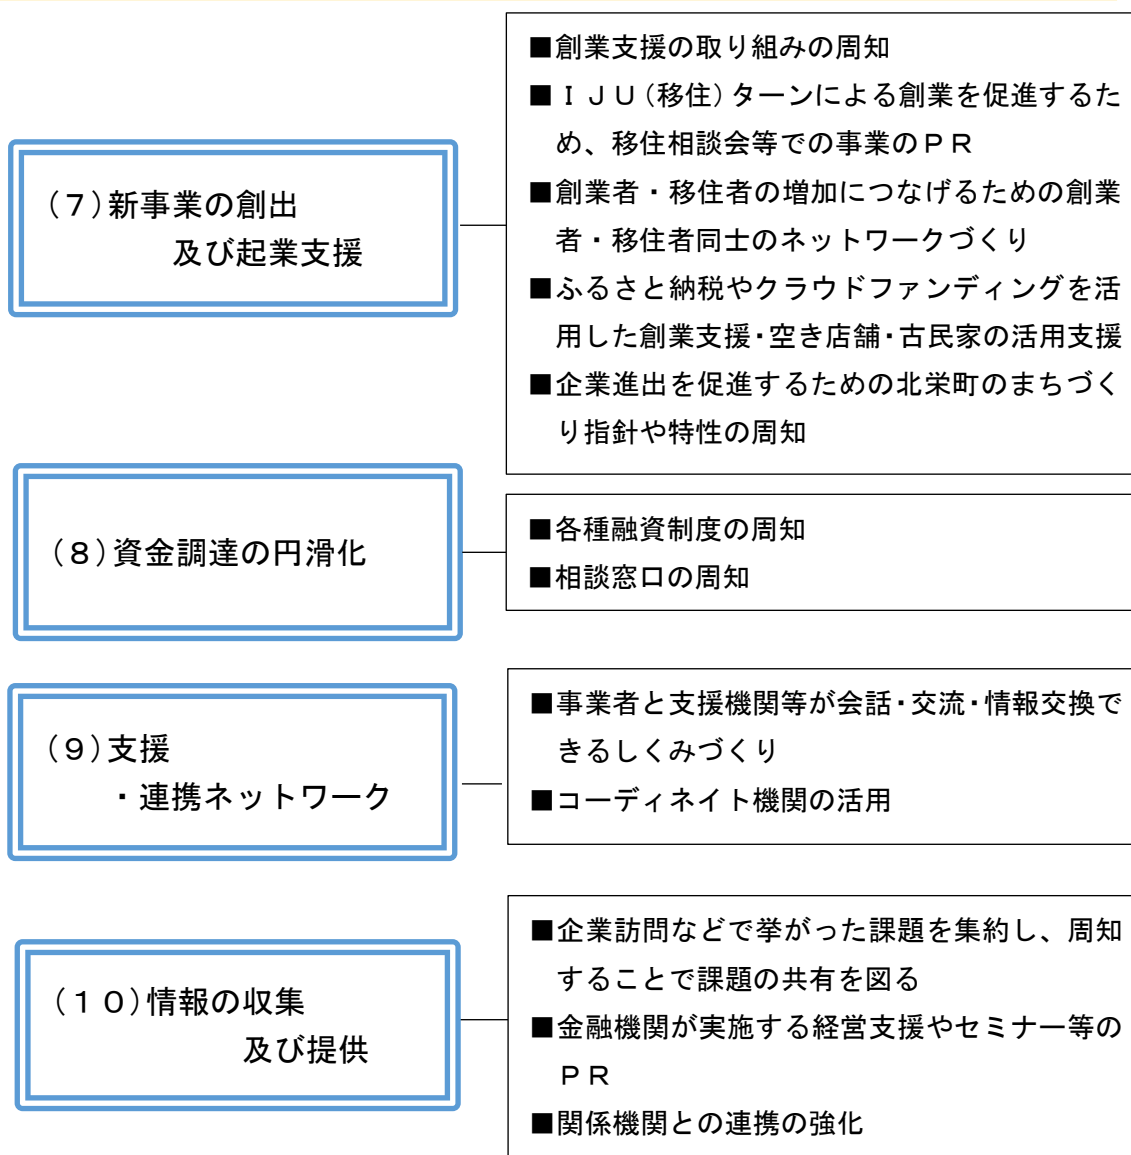 (7)新事業の創出
及び起業支援
■創業支援の取り組みの周知
■ＩＪＵ(移住)ターンによる創業を促進するた
め、移住相談会等での事業のＰＲ
■創業者・移住者の増加につなげるための創業
者・移住者同士のネットワークづくり
■ふるさと納税やクラウドファンディングを活
用した創業支援・空き店舗・古民家の活用支援
■企業進出を促進するための北栄町のまちづく
り指針や特性の周知
(8)資金調達の円滑化
■各種融資制度の周知
■相談窓口の周知
(9)支援
・連携ネットワーク
■事業者と支援機関等が会話・交流・情報交換で
きるしくみづくり
■コーディネイト機関の活用
(10)情報の収集
及び提供
■企業訪問などで挙がった課題を集約し、周知
することで課題の共有を図る
■金融機関が実施する経営支援やセミナー等の
ＰＲ
■関係機関との連携の強化